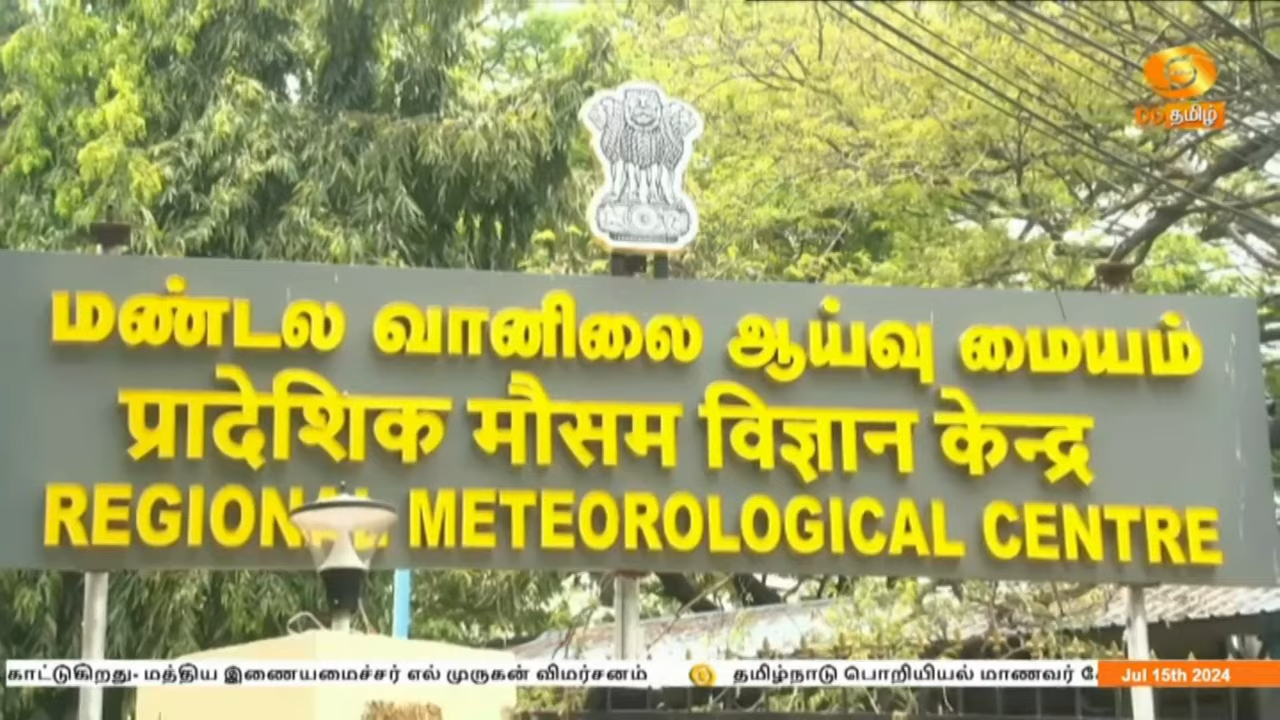 DD தமிழ்
மண்டல வானிலை ஆய்வு மையம்
प्रादेशिक मौसम विज्ञान केन्द्र
REGIONAL METEOROLOGICAL CENTRE
காட்டுகிறது- மத்திய இணையமைச்சர் எல் முருகன் விமர்சனம் தமிழ்நாடு பொறியியல் மாணவர்
Jul 15th 2024